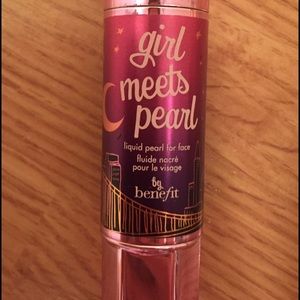 girl
meets
pearl
liquid pearl for face
fluide nacré
pour le visage
by
benefit